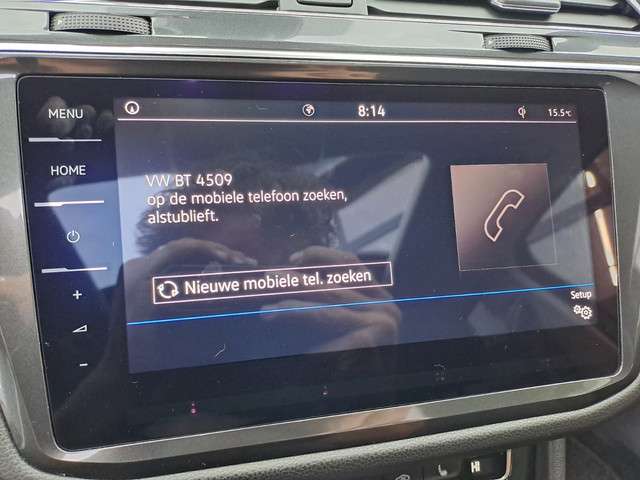 MENU
8:14
15.5°C
HOME
VW BT 4509
op de mobiele telefoon zoeken,
alstublieft.
Nieuwe mobiele tel. zoeken
Setup
+
-